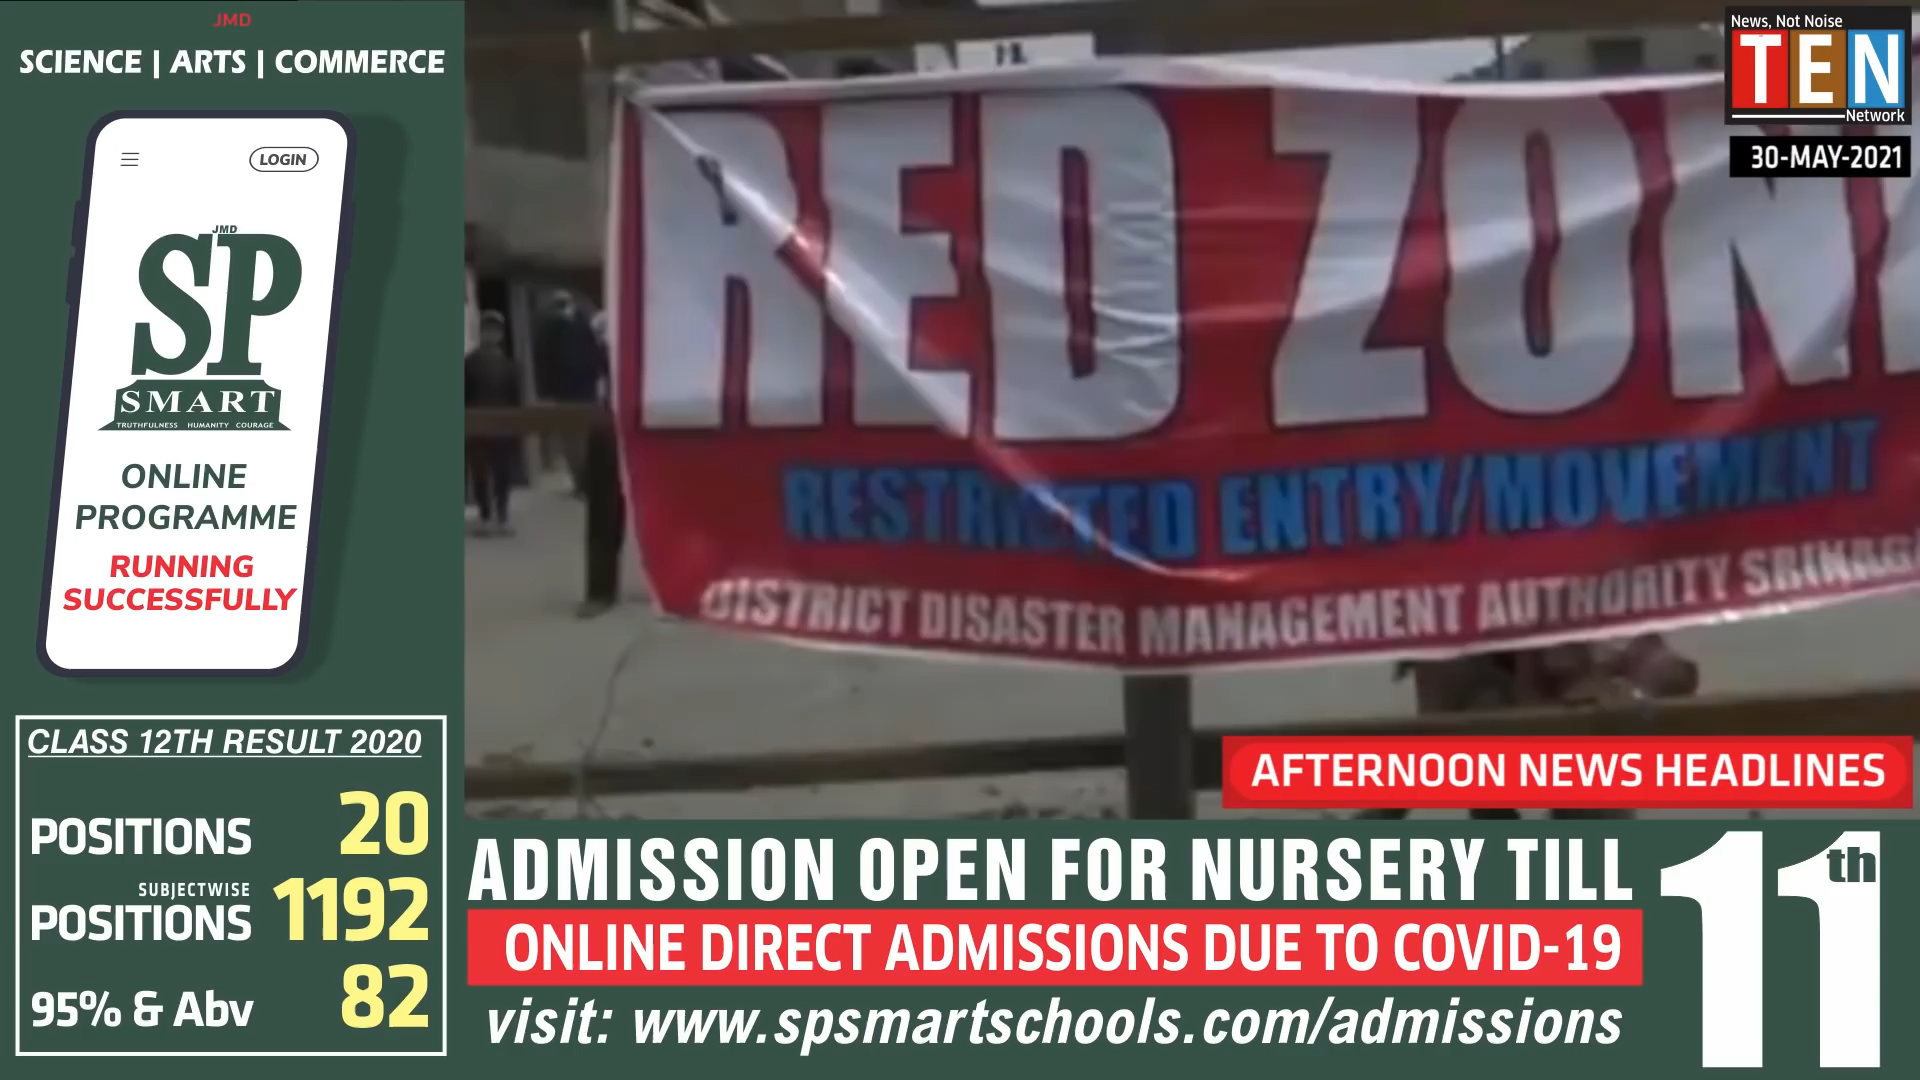 JMD
SCIENCE | ARTS | COMMERCE
LOGIN
JMD
SP
SMART
TRUTHFULNESS HUMANITY COURAGE
ONLINE
PROGRAMME
RUNNING
SUCCESSFULLY
CLASS 12TH RESULT 2020
POSITIONS 20
SUBJECTWISE
POSITIONS 1192
95% & Abv 82
RED ZON
RESTRICTED ENTRY/MOVEMENT
DISTRICT DISASTER MANAGEMENT AUTHORITY SRINAGA
News, Not Noise
TEN
Network
30-MAY-2021
AFTERNOON NEWS HEADLINES
ADMISSION OPEN FOR NURSERY TILL 11th
ONLINE DIRECT ADMISSIONS DUE TO COVID-19
visit: www.spsmartschools.com/admissions